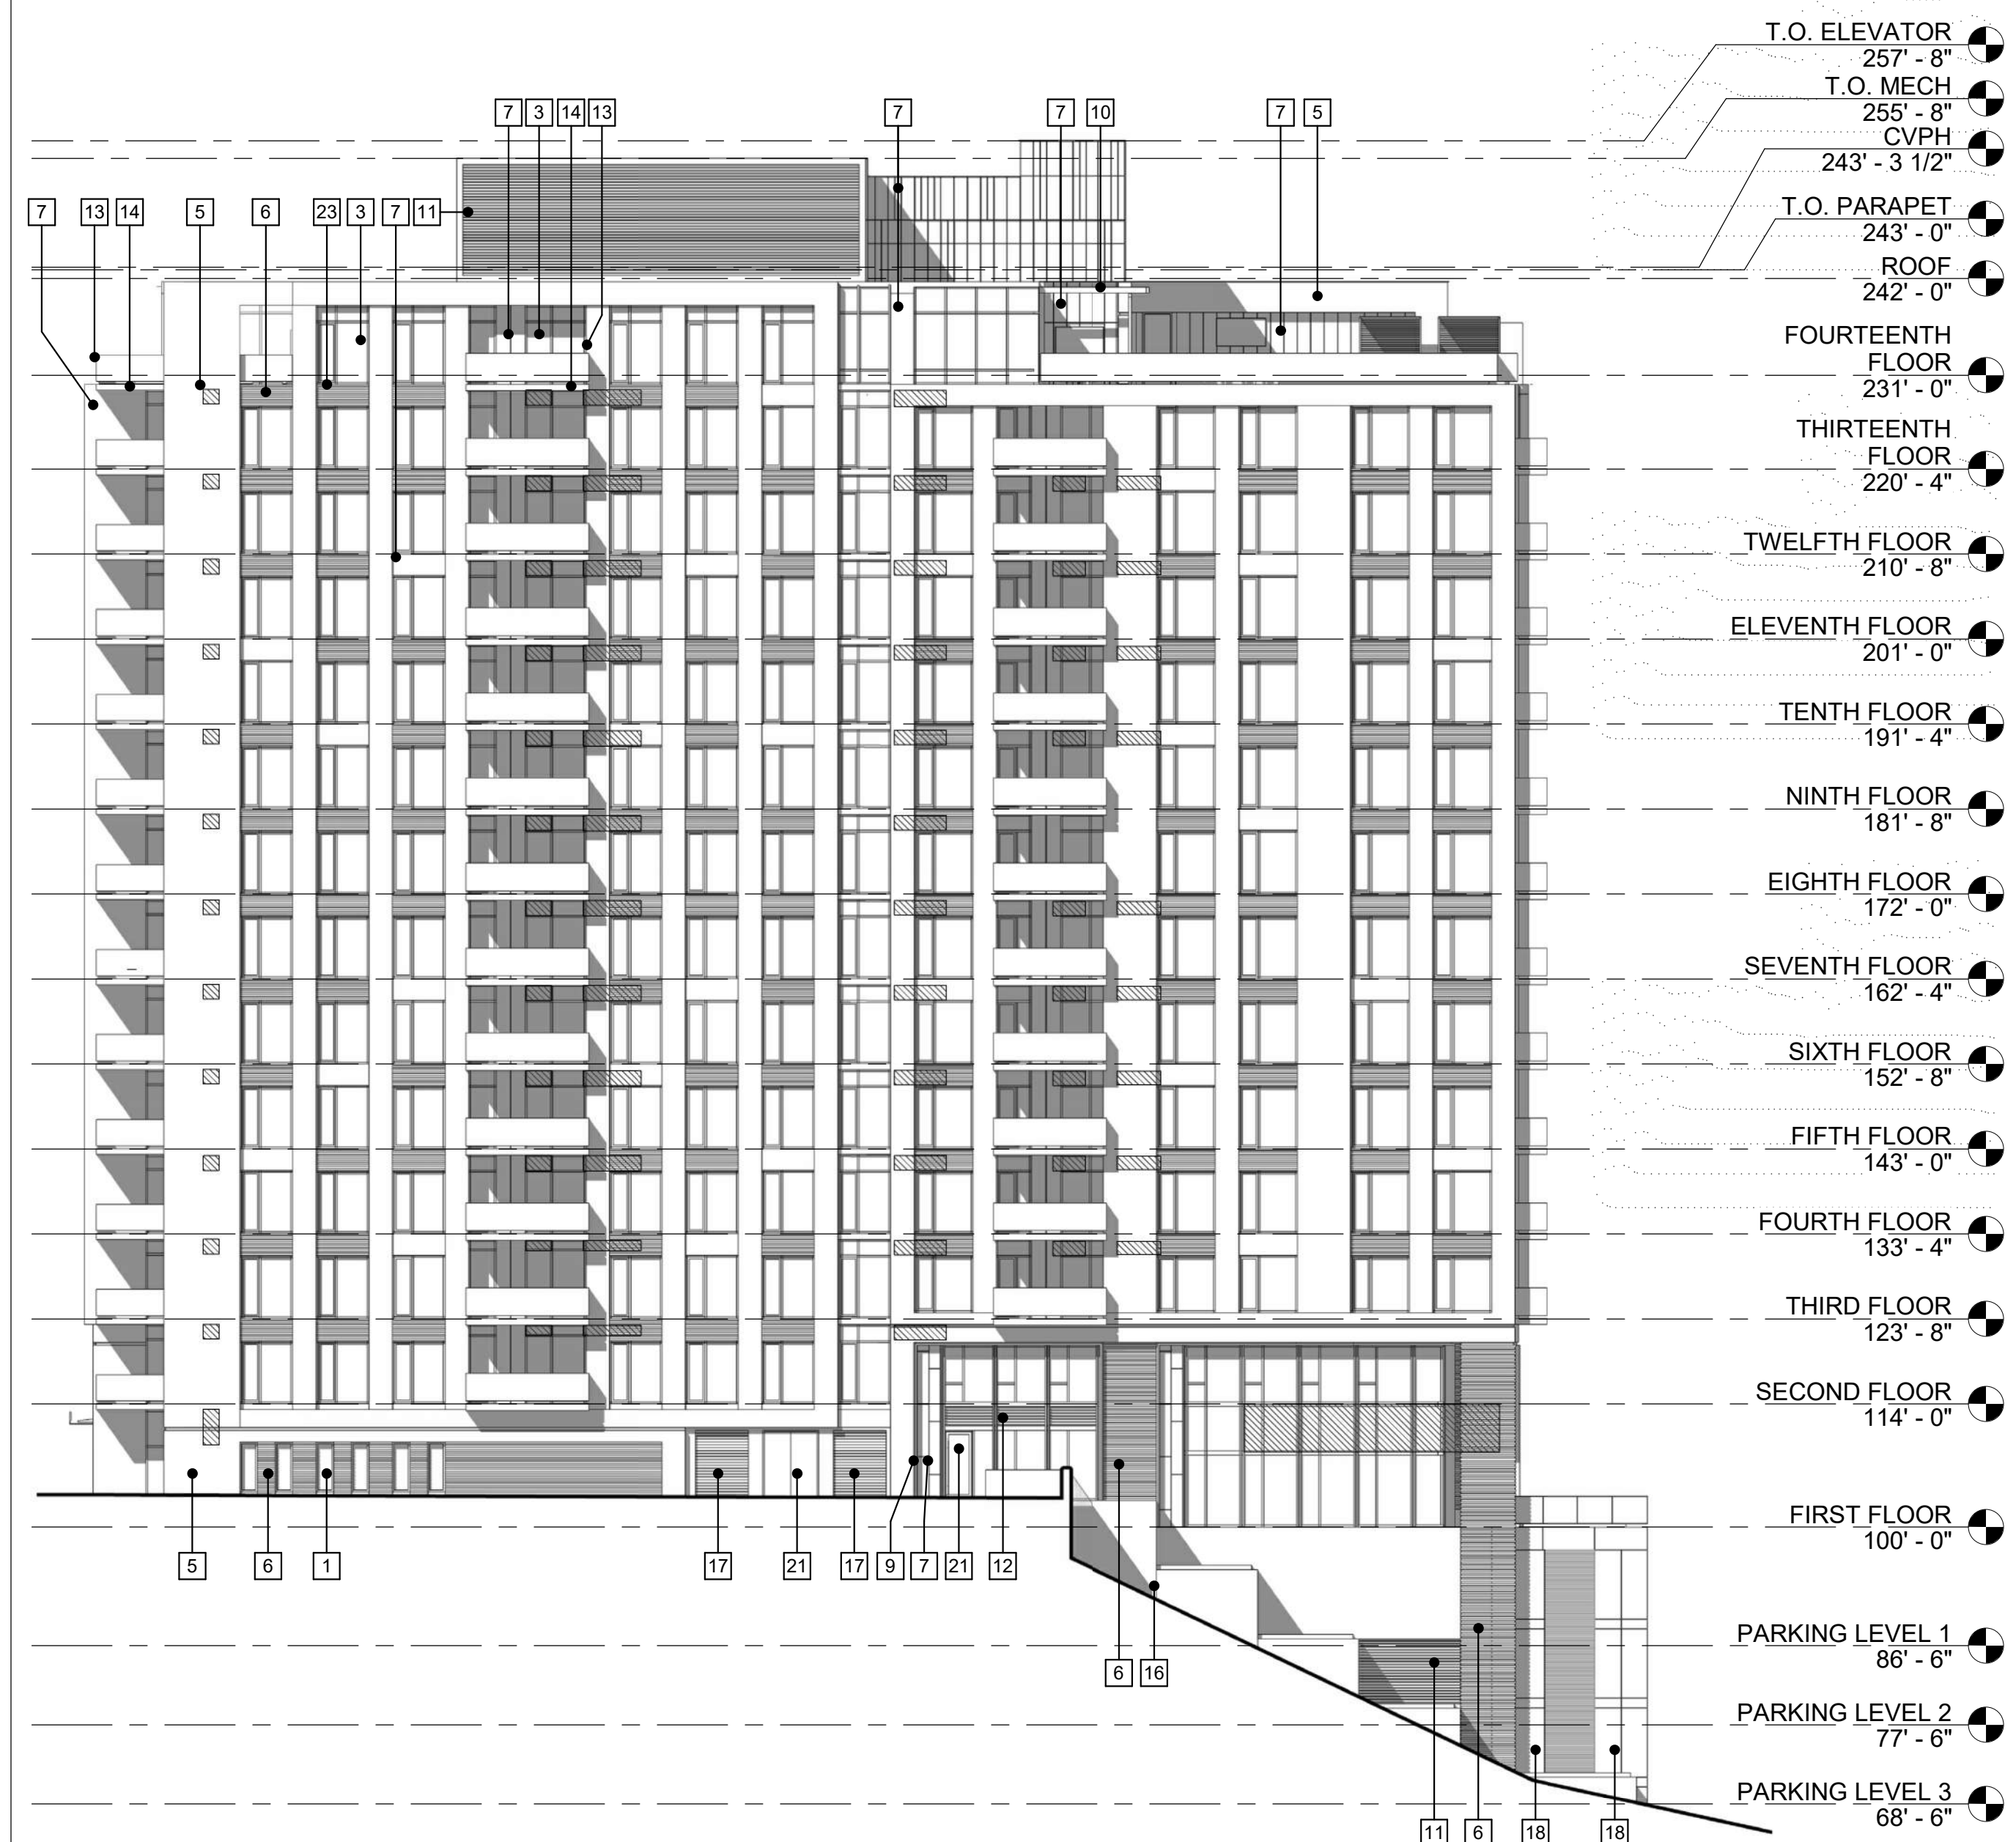 T.O. ELEVATOR
257' - 8"
T.O. MECH
255' - 8"
CVPH
243' - 3 1/2"
T.O. PARAPET
243' - 0"
ROOF
242' - 0"
FOURTEENTH
FLOOR
231' - 0"
THIRTEENTH
FLOOR
220' - 4"
TWELFTH FLOOR
210' - 8"
ELEVENTH FLOOR
201' - 0"
TENTH FLOOR
191' - 4"
NINTH FLOOR
181' - 8"
EIGHTH FLOOR
172' - 0"
SEVENTH FLOOR
162' - 4"
SIXTH FLOOR
152' - 8"
FIFTH FLOOR
143' - 0"
FOURTH FLOOR
133' - 4"
THIRD FLOOR
123' - 8"
SECOND FLOOR
114' - 0"
FIRST FLOOR
100' - 0"
PARKING LEVEL 1
86' - 6"
PARKING LEVEL 2
77' - 6"
PARKING LEVEL 3
68' - 6"
7 3 14 13 7 7 10 7 5
7 13 14 5 6 23 3 7 11
5 6 1 17 21 17 9 7 21 12
6 16
11 6 18 18